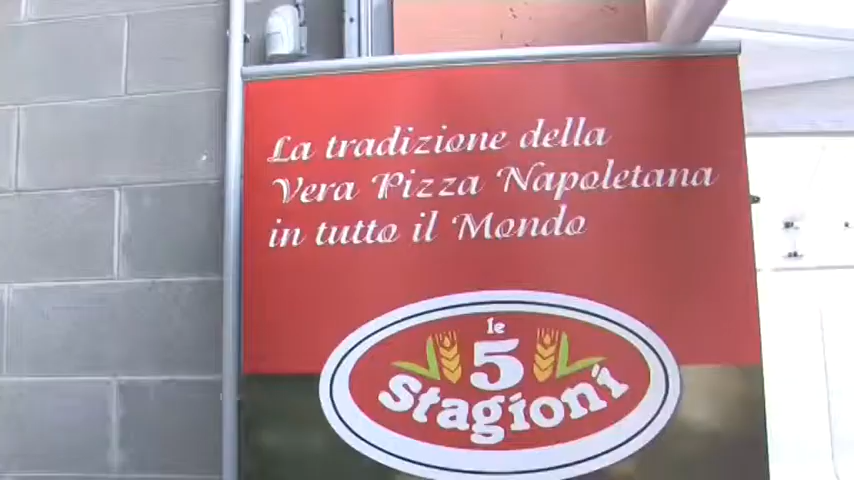 La tradizione della
Vera Pizza Napoletana
in tutto il Mondo
le
5
Stagioni